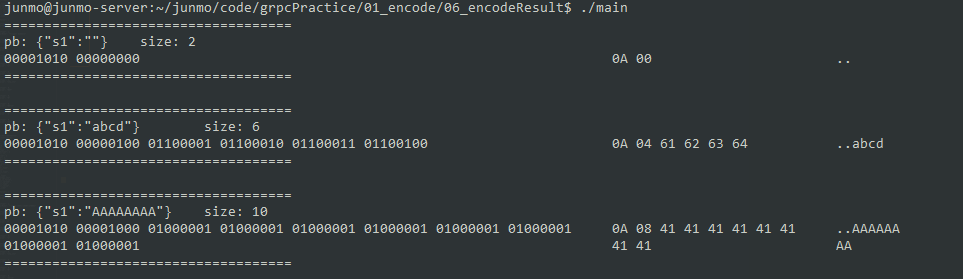 junmo@junmo-server:~/junmo/code/grpcPractice/01_encode/06_encodeResult$ ./main
====================================
pb: {"s1":""}    size: 2
00001010 00000000                                                            0A 00                       ..
====================================

====================================
pb: {"s1":"abcd"}        size: 6
00001010 00000100 01100001 01100010 01100011 01100100                        0A 04 61 62 63 64           ..abcd
====================================

====================================
pb: {"s1":"AAAAAAAA"}    size: 10
00001010 00001000 01000001 01000001 01000001 01000001 01000001 01000001      0A 08 41 41 41 41 41 41     ..AAAAAA
01000001 01000001                                                            41 41                       AA
====================================